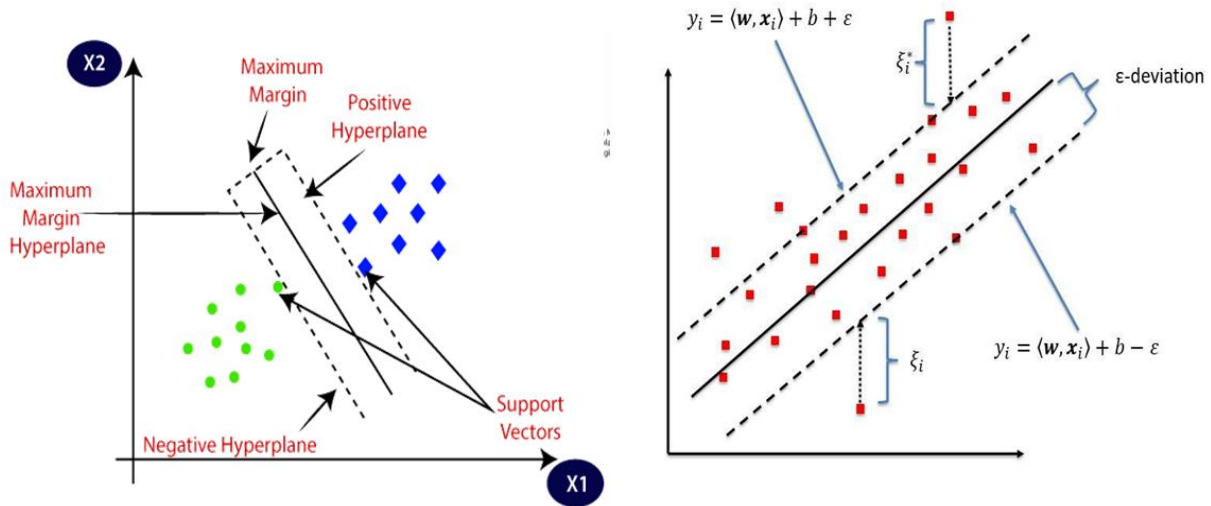 X2
Maximum
Margin
Positive
Hyperplane
Maximum
Margin
Hyperplane
Support
Vectors
Negative Hyperplane
X1
yᵢ = ⟨w, xᵢ⟩ + b + ε
ξᵢ*
ε-deviation
ξᵢ
yᵢ = ⟨w, xᵢ⟩ + b − ε